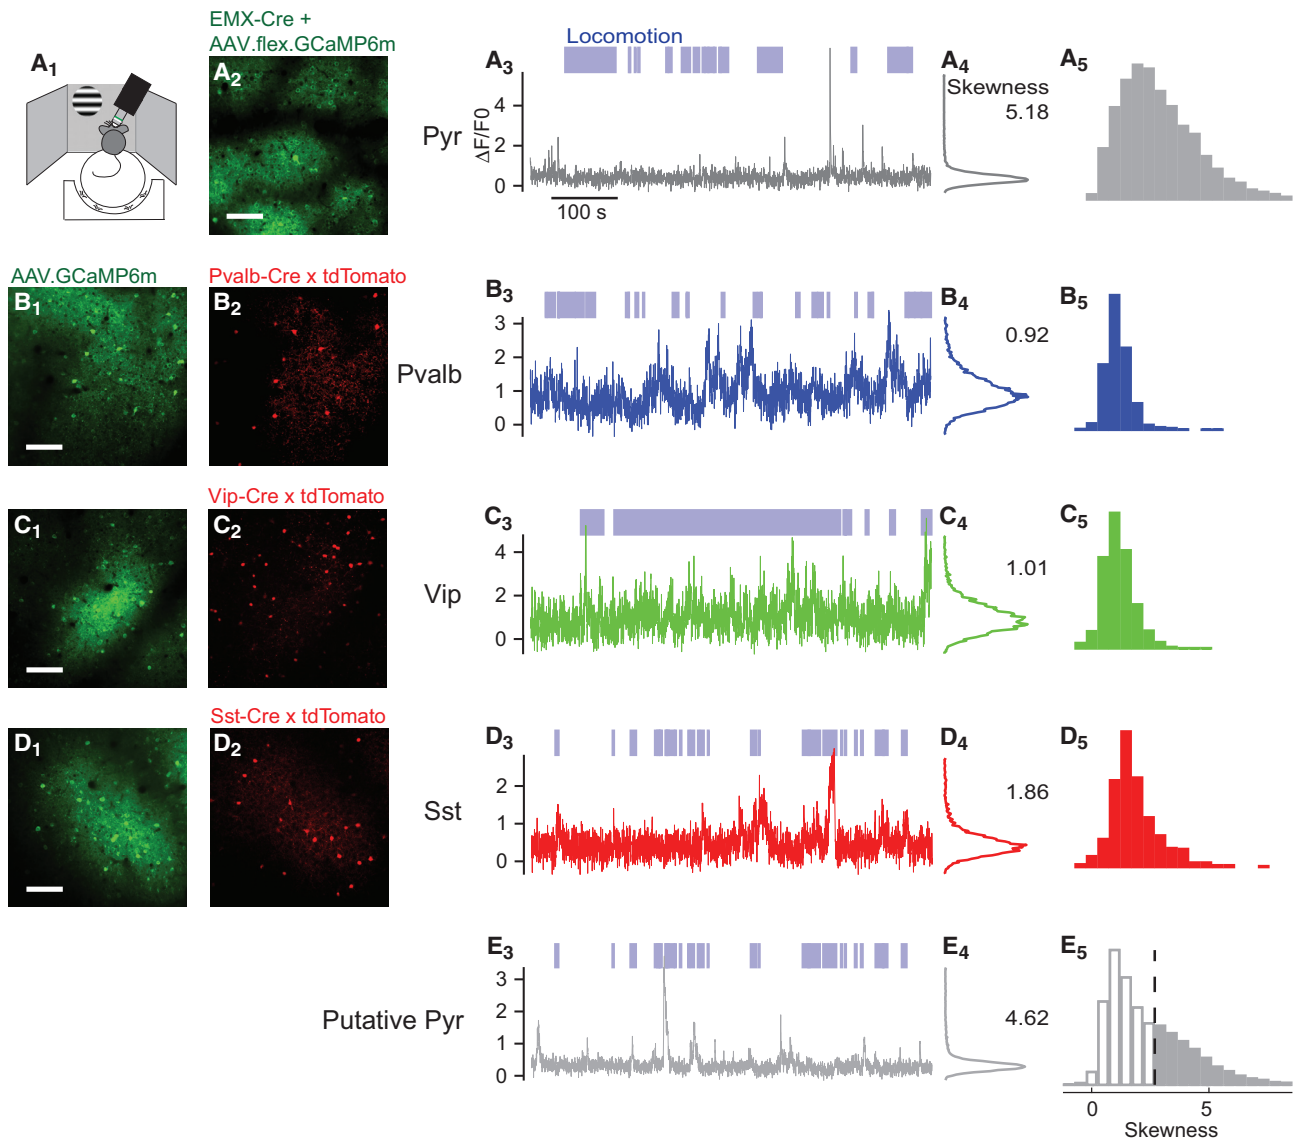 EMX-Cre +
AAV.flex.GCaMP6m
A1
A2
Locomotion
A3
Pyr
ΔF/F0
4
2
0
100 s
A4
Skewness
5.18
A5
AAV.GCaMP6m
B1
Pvalb-Cre x tdTomato
B2
Pvalb
B3
3
2
1
0
B4
0.92
B5
C1
Vip-Cre x tdTomato
C2
Vip
C3
4
2
0
C4
1.01
C5
D1
Sst-Cre x tdTomato
D2
Sst
D3
2
1
0
D4
1.86
D5
Putative Pyr
E3
3
2
1
0
E4
4.62
E5
0
5
Skewness